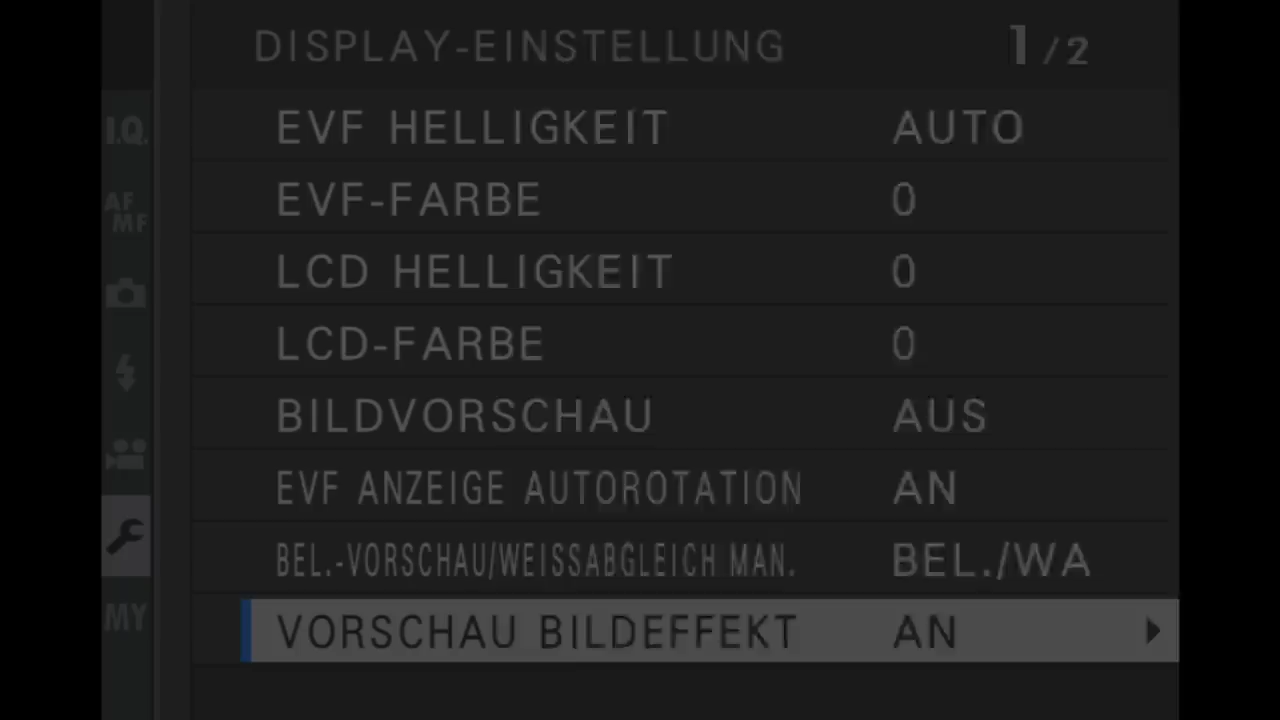 DISPLAY-EINSTELLUNG 1/2
I.Q.
EVF HELLIGKEIT AUTO
AF
MF
EVF-FARBE 0
LCD HELLIGKEIT 0
LCD-FARBE 0
BILDVORSCHAU AUS
EVF ANZEIGE AUTOROTATION AN
BEL.-VORSCHAU/WEISSABGLEICH MAN. BEL./WA
MY
VORSCHAU BILDEFFEKT AN